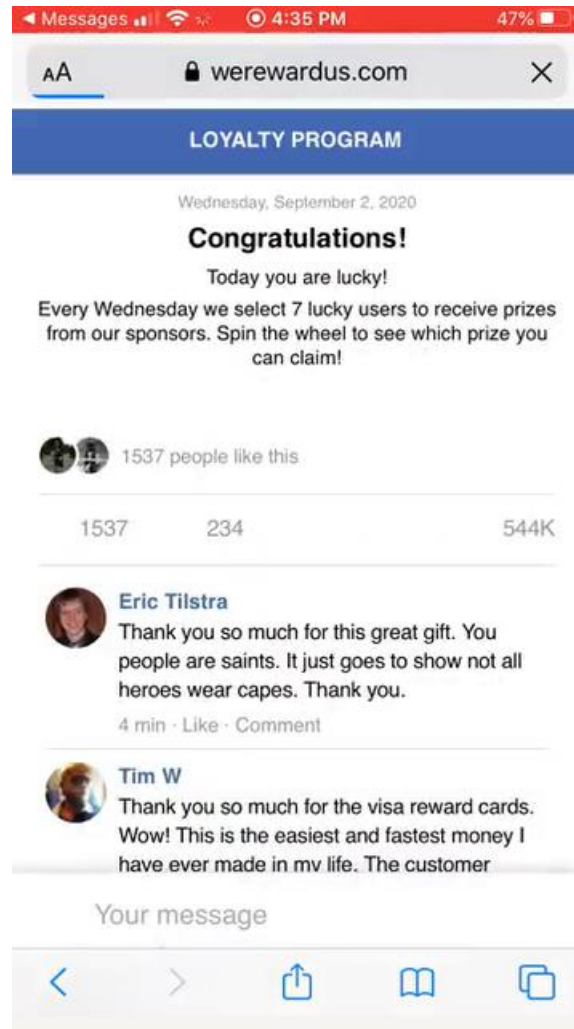 Messages 4:35 PM 47%
AA werewardus.com
LOYALTY PROGRAM
Wednesday, September 2, 2020
Congratulations!
Today you are lucky!
Every Wednesday we select 7 lucky users to receive prizes
from our sponsors. Spin the wheel to see which prize you
can claim!
1537 people like this
1537 234 544K
Eric Tilstra
Thank you so much for this great gift. You
people are saints. It just goes to show not all
heroes wear capes. Thank you.
4 min · Like · Comment
Tim W
Thank you so much for the visa reward cards.
Wow! This is the easiest and fastest money I
have ever made in my life. The customer
Your message